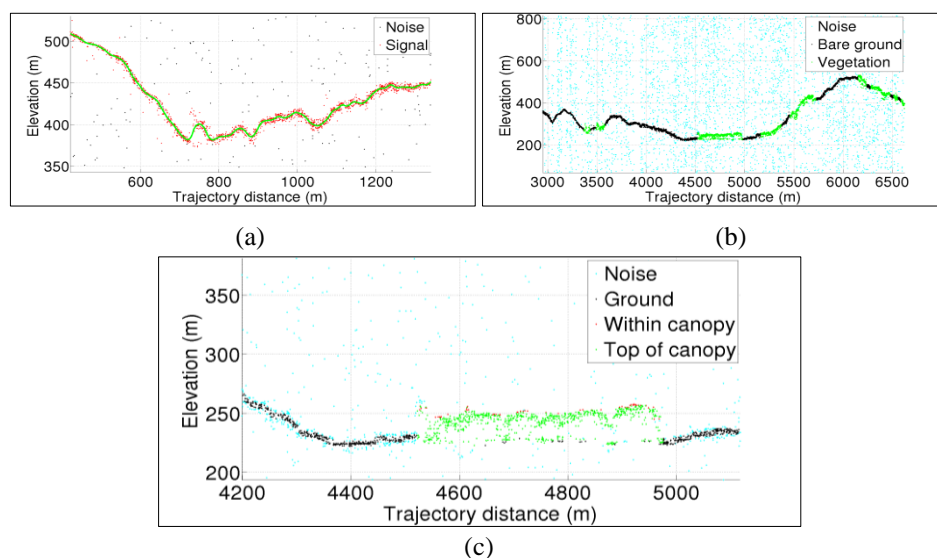 Noise
Signal
Elevation (m)
500
450
400
350
600 800 1000 1200
Trajectory distance (m)
(a)
Noise
Bare ground
Vegetation
Elevation (m)
800
600
400
200
2950 3500 4000 4500 5000 5500 6000 6500
Trajectory distance (m)
(b)
Noise
Ground
Within canopy
Top of canopy
Elevation (m)
350
300
250
200
4200 4400 4600 4800 5000
Trajectory distance (m)
(c)